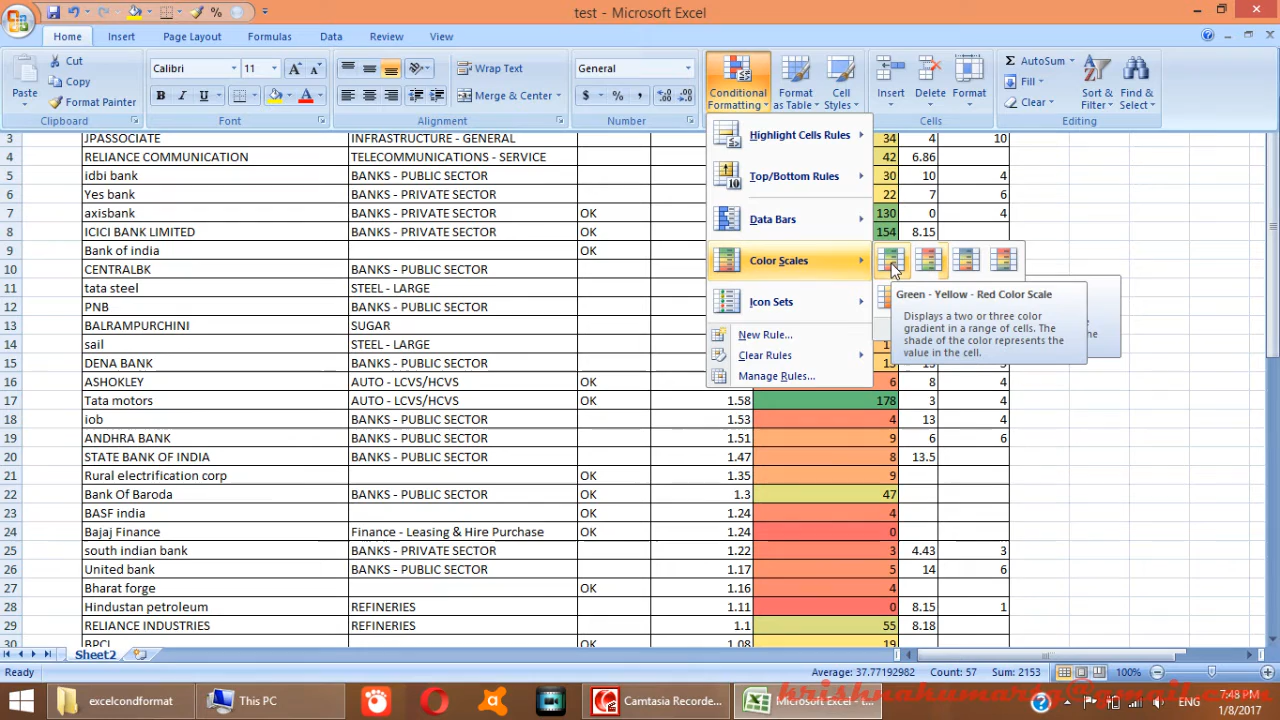 test - Microsoft Excel
Home Insert Page Layout Formulas Data Review View
Cut
Copy
Format Painter
Paste
Clipboard
Calibri 11
B I U
Font
Wrap Text
Merge & Center
Alignment
General
$ % ,
Number
Conditional Formatting
Format as Table
Cell Styles
Insert Delete Format
Cells
AutoSum
Fill
Clear
Sort & Filter
Find & Select
Editing
Highlight Cells Rules
Top/Bottom Rules
Data Bars
Color Scales
Icon Sets
New Rule...
Clear Rules
Manage Rules...
Green - Yellow - Red Color Scale
Displays a two or three color
gradient in a range of cells. The
shade of the color represents the
value in the cell.
3 JPASSOCIATE INFRASTRUCTURE - GENERAL 34 4 10
4 RELIANCE COMMUNICATION TELECOMMUNICATIONS - SERVICE 42 6.86
5 idbi bank BANKS - PUBLIC SECTOR 30 10 4
6 Yes bank BANKS - PRIVATE SECTOR 22 7 6
7 axisbank BANKS - PRIVATE SECTOR OK 130 0 4
8 ICICI BANK LIMITED BANKS - PRIVATE SECTOR OK 154 8.15
9 Bank of india OK
10 CENTRALBK BANKS - PUBLIC SECTOR
11 tata steel STEEL - LARGE
12 PNB BANKS - PUBLIC SECTOR
13 BALRAMPURCHINI SUGAR
14 sail STEEL - LARGE
15 DENA BANK BANKS - PUBLIC SECTOR
16 ASHOKLEY AUTO - LCVS/HCVS OK 6 8 4
17 Tata motors AUTO - LCVS/HCVS OK 1.58 178 3 4
18 iob BANKS - PUBLIC SECTOR 1.53 4 13 4
19 ANDHRA BANK BANKS - PUBLIC SECTOR 1.51 9 6 6
20 STATE BANK OF INDIA BANKS - PUBLIC SECTOR 1.47 8 13.5
21 Rural electrification corp OK 1.35 9
22 Bank Of Baroda BANKS - PUBLIC SECTOR OK 1.3 47
23 BASF india OK 1.24 4
24 Bajaj Finance Finance - Leasing & Hire Purchase OK 1.24 0
25 south indian bank BANKS - PRIVATE SECTOR 1.22 3 4.43 3
26 United bank BANKS - PUBLIC SECTOR 1.17 5 14 6
27 Bharat forge OK 1.16 4
28 Hindustan petroleum REFINERIES 1.11 0 8.15 1
29 RELIANCE INDUSTRIES REFINERIES 1.1 55 8.18
30 BPCL OK 1.08 19
Sheet2
Ready Average: 37.77192982 Count: 57 Sum: 2153 100%
excelcondformat This PC Camtasia Recorde... Microsoft Excel - t...
ENG
7:48 PM
1/8/2017